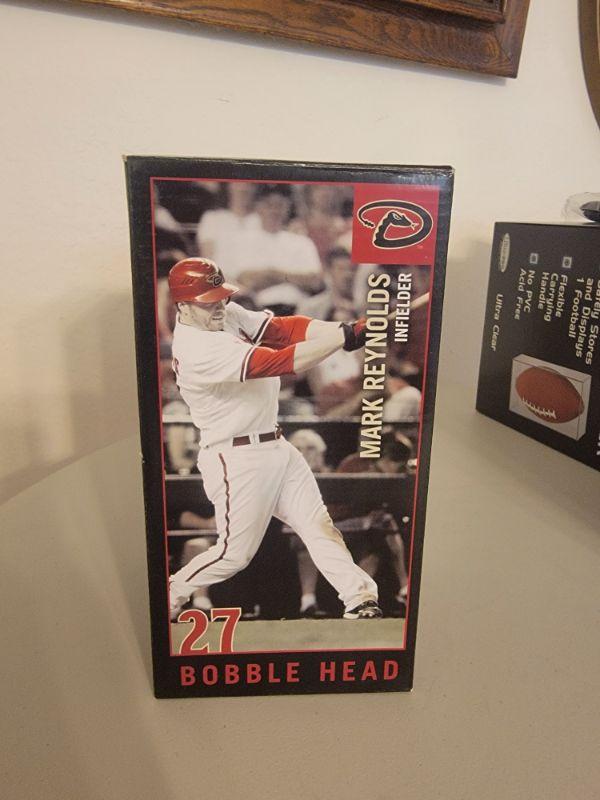 MARK REYNOLDS
INFIELDER
27
BOBBLE HEAD
Safely Stores
and Displays
1 Football
Flexible
Carrying
Handle
No PVC
Acid Free
Ultra Clear